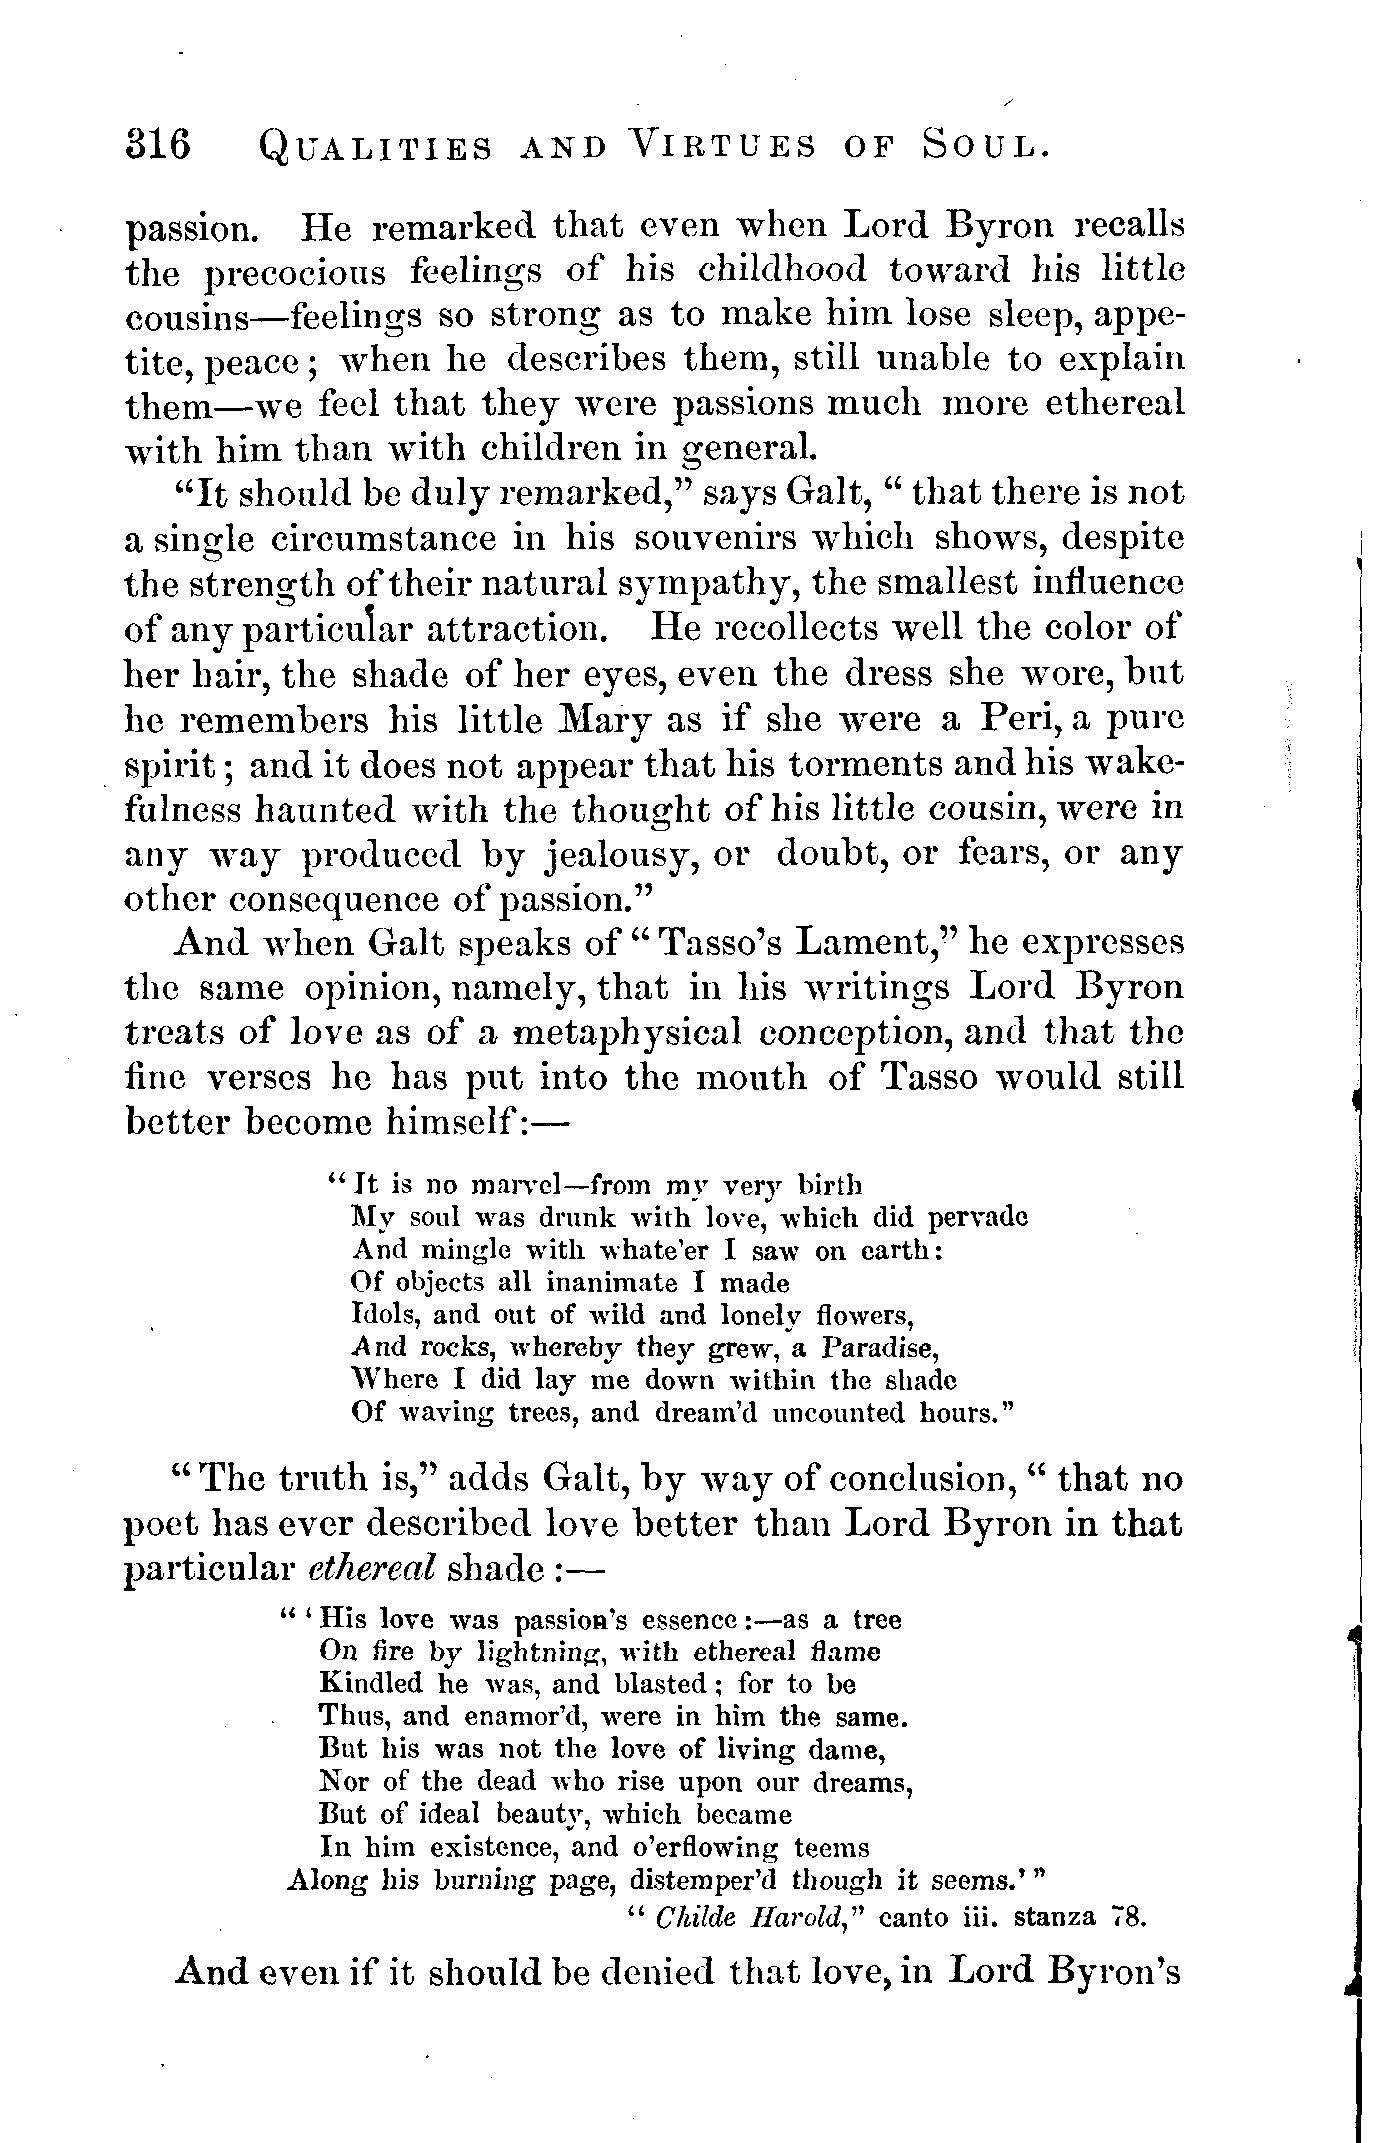 316 QUALITIES AND VIRTUES OF SOUL.
passion. He remarked that even when Lord Byron recalls
the precocious feelings of his childhood toward his little
cousins—feelings so strong as to make him lose sleep, appe-
tite, peace; when he describes them, still unable to explain
them—we feel that they were passions much more ethereal
with him than with children in general.
"It should be duly remarked," says Galt, "that there is not
a single circumstance in his souvenirs which shows, despite
the strength of their natural sympathy, the smallest influence
of any particular attraction. He recollects well the color of
her hair, the shade of her eyes, even the dress she wore, but
he remembers his little Mary as if she were a Peri, a pure
spirit; and it does not appear that his torments and his wake-
fulness haunted with the thought of his little cousin, were in
any way produced by jealousy, or doubt, or fears, or any
other consequence of passion."
And when Galt speaks of "Tasso's Lament," he expresses
the same opinion, namely, that in his writings Lord Byron
treats of love as of a metaphysical conception, and that the
fine verses he has put into the mouth of Tasso would still
better become himself:—
"It is no marvel—from my very birth
My soul was drunk with love, which did pervade
And mingle with whate'er I saw on earth:
Of objects all inanimate I made
Idols, and out of wild and lonely flowers,
And rocks, whereby they grew, a Paradise,
Where I did lay me down within the shade
Of waving trees, and dream'd uncounted hours."
"The truth is," adds Galt, by way of conclusion, "that no
poet has ever described love better than Lord Byron in that
particular ethereal shade:—
"'His love was passion's essence:—as a tree
On fire by lightning, with ethereal flame
Kindled he was, and blasted; for to be
Thus, and enamor'd, were in him the same.
But his was not the love of living dame,
Nor of the dead who rise upon our dreams,
But of ideal beauty, which became
In him existence, and o'erflowing teems
Along his burning page, distemper'd though it seems.'"
"Childe Harold," canto iii. stanza 78.
And even if it should be denied that love, in Lord Byron's